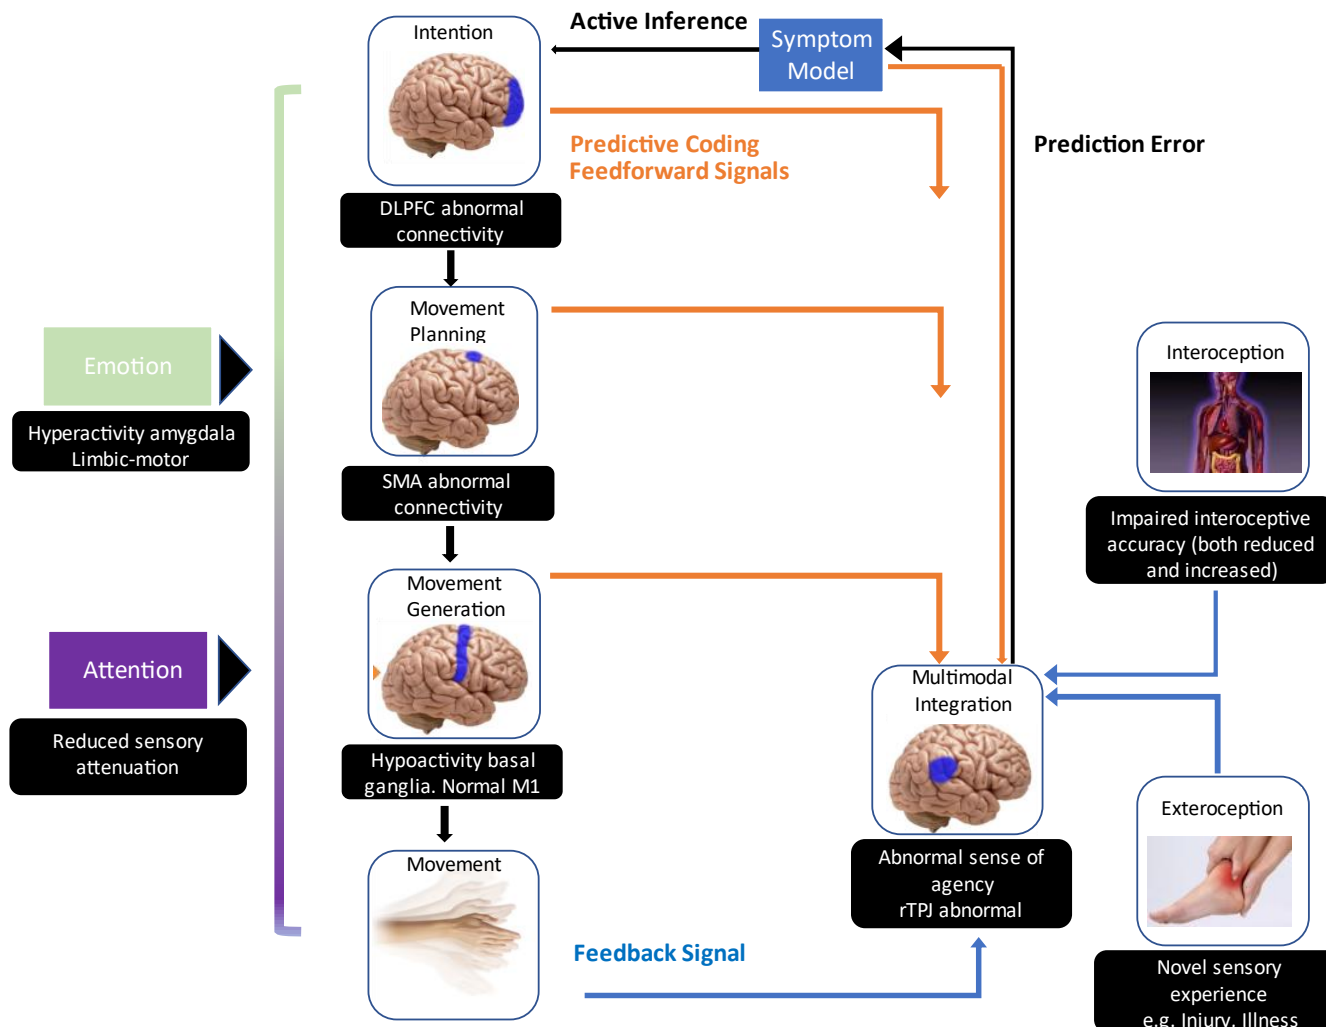 Intention
Active Inference
Symptom
Model
Predictive Coding
Feedforward Signals
Prediction Error
DLPFC abnormal
connectivity
Movement
Planning
Emotion
Hyperactivity amygdala
Limbic-motor
SMA abnormal
connectivity
Interoception
Impaired interoceptive
accuracy (both reduced
and increased)
Movement
Generation
Attention
Reduced sensory
attenuation
Hypoactivity basal
ganglia. Normal M1
Multimodal
Integration
Abnormal sense of
agency
rTPJ abnormal
Exteroception
Novel sensory
experience
e.g. Injury, Illness
Movement
Feedback Signal